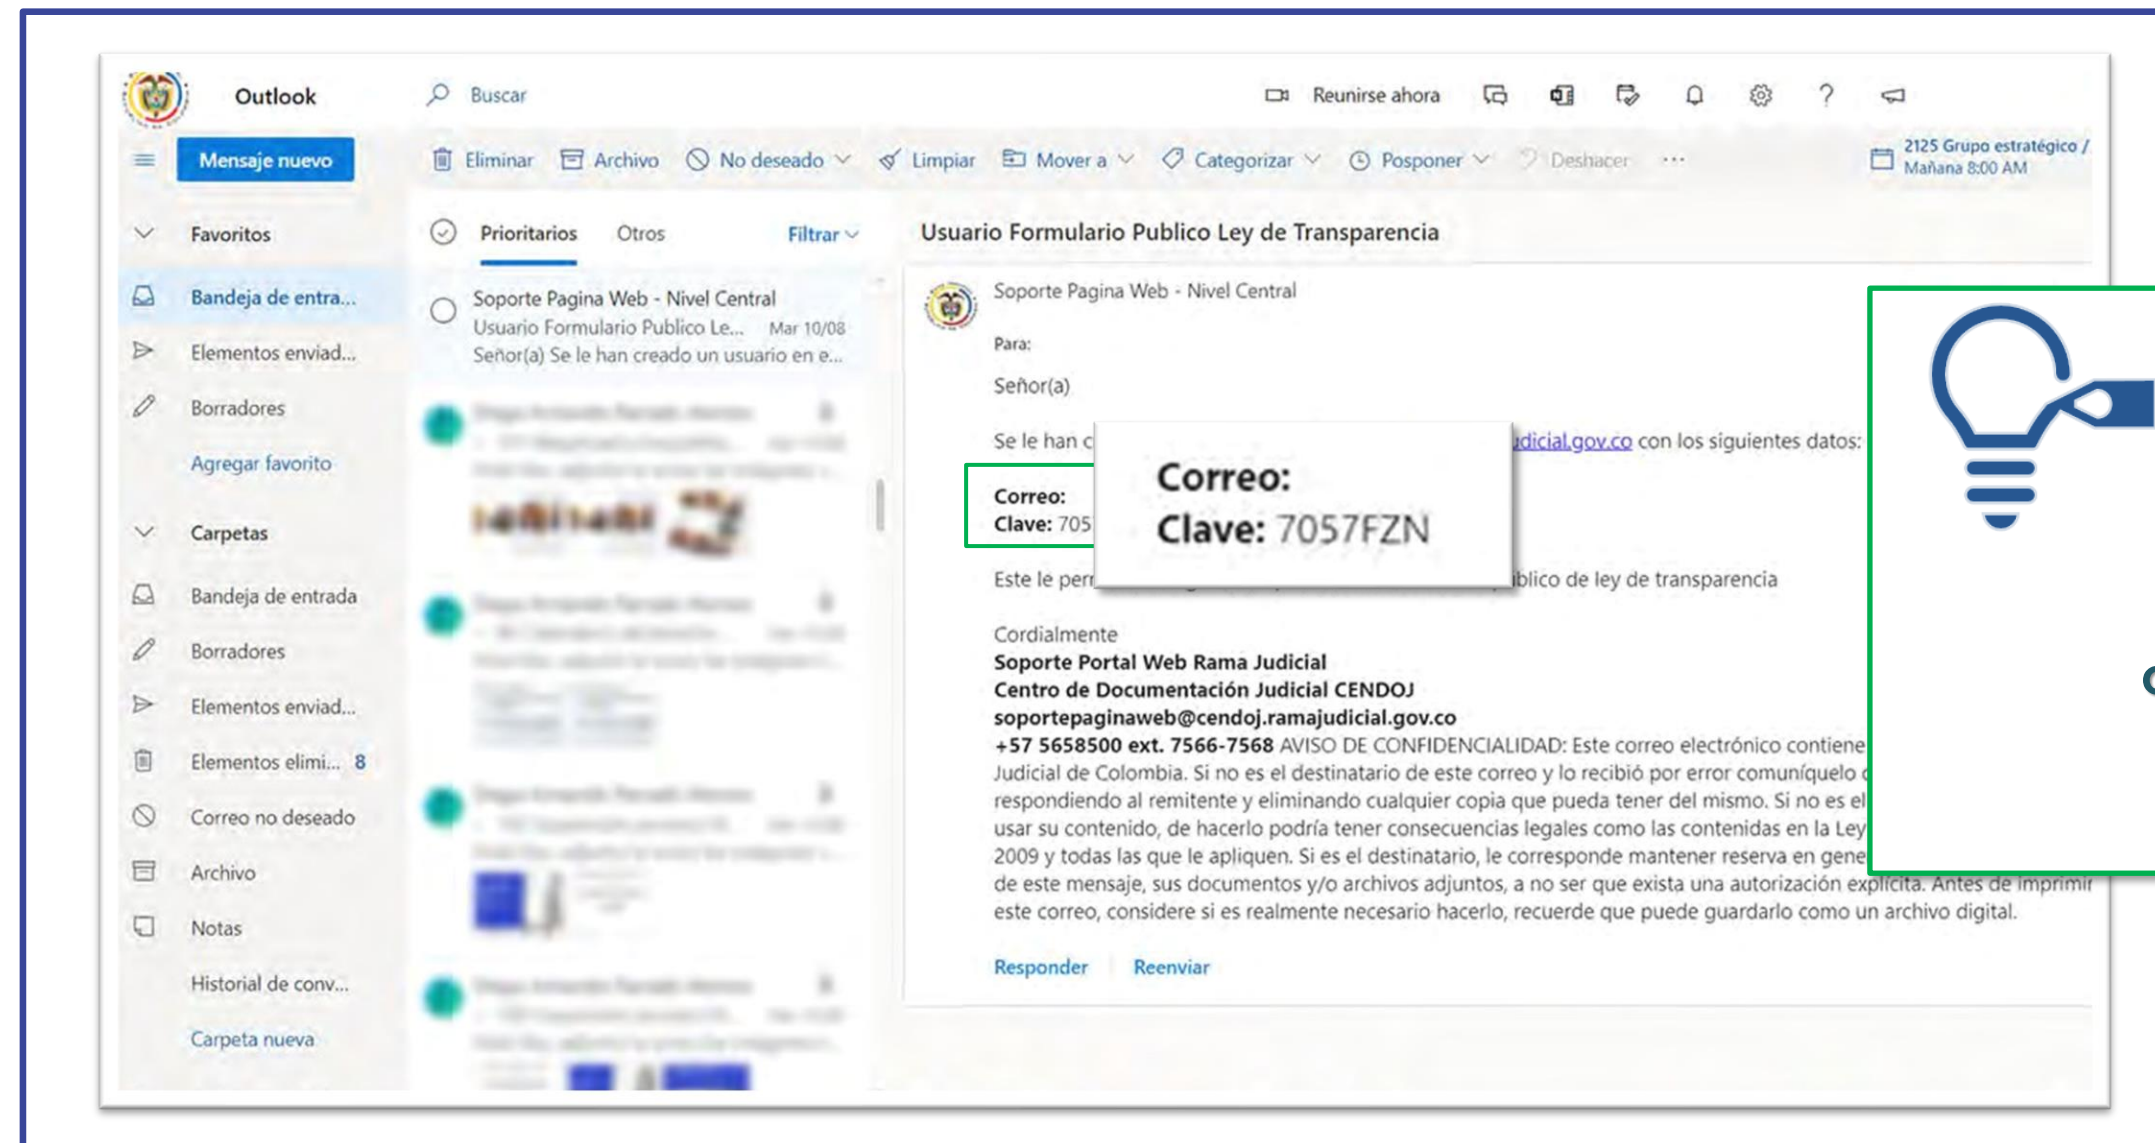 Outlook
Buscar
Reunirse ahora
Mensaje nuevo
Eliminar Archivo No deseado Limpiar Mover a Categorizar Posponer Deshacer ...
2125 Grupo estratégico /
Mañana 8:00 AM
Favoritos
Bandeja de entra...
Elementos enviad...
Borradores
Agregar favorito
Carpetas
Bandeja de entrada
Borradores
Elementos enviad...
Elementos elimi... 8
Correo no deseado
Archivo
Notas
Historial de conv...
Carpeta nueva
Prioritarios Otros Filtrar
Soporte Pagina Web - Nivel Central
Usuario Formulario Publico Le... Mar 10/08
Señor(a) Se le han creado un usuario en e...
Usuario Formulario Publico Ley de Transparencia
Soporte Pagina Web - Nivel Central
Para:
Señor(a)
Se le han c udicial.gov.co con los siguientes datos:
Correo:
Clave: 705
Correo:
Clave: 7057FZN
Este le per blico de ley de transparencia
Cordialmente
Soporte Portal Web Rama Judicial
Centro de Documentación Judicial CENDOJ
soportepaginaweb@cendoj.ramajudicial.gov.co
+57 5658500 ext. 7566-7568 AVISO DE CONFIDENCIALIDAD: Este correo electrónico contiene
Judicial de Colombia. Si no es el destinatario de este correo y lo recibió por error comuníquelo
respondiendo al remitente y eliminando cualquier copia que pueda tener del mismo. Si no es el
usar su contenido, de hacerlo podría tener consecuencias legales como las contenidas en la Ley
2009 y todas las que le apliquen. Si es el destinatario, le corresponde mantener reserva en gene
de este mensaje, sus documentos y/o archivos adjuntos, a no ser que exista una autorización explícita. Antes de imprimir
este correo, considere si es realmente necesario hacerlo, recuerde que puede guardarlo como un archivo digital.
Responder Reenviar